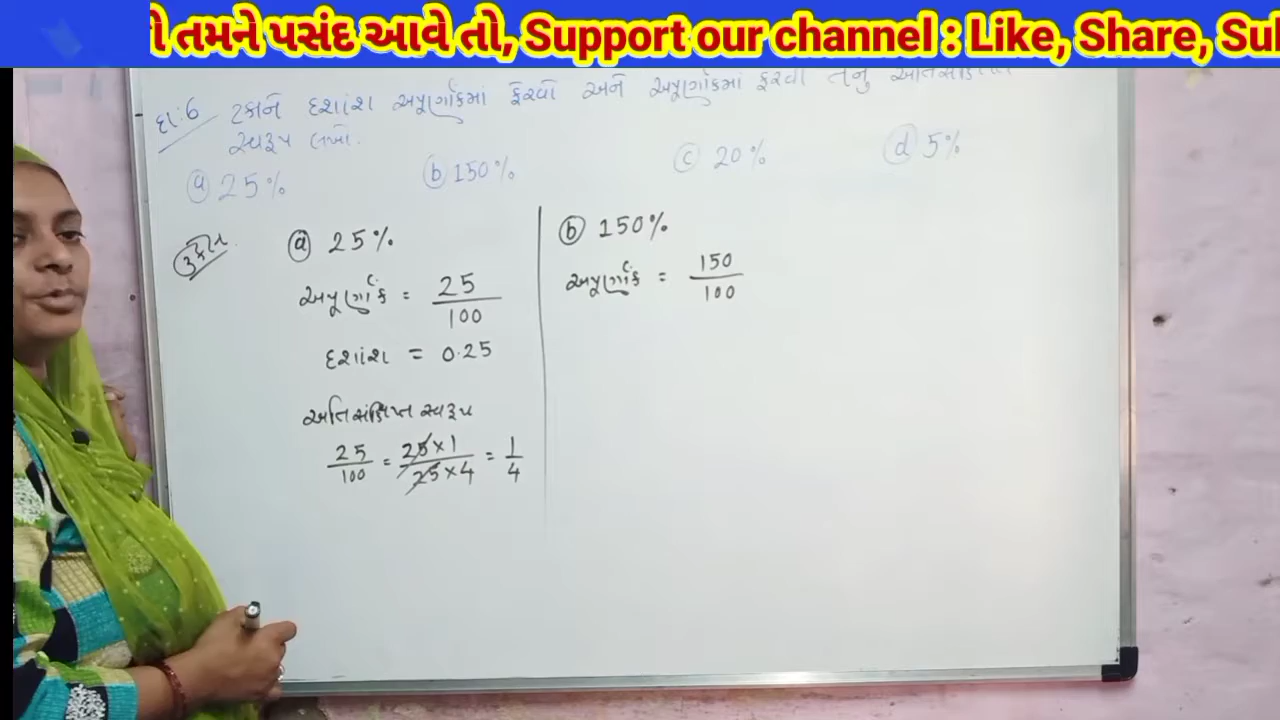 તમને પસંદ આવે તો, Support our channel : Like, Share, Su
દા:6 ટકાને દશાંશ અપૂર્ણાંકમાં ફેરવો અને અપૂર્ણાંકમાં ફેરવી તેનું અતિસંક્ષિપ્ત
સ્વરૂપ લખો.
ⓐ 25% ⓑ 150% ⓒ 20% ⓓ 5%
ઉકેલ
ⓐ 25%
અપૂર્ણાંક = 25/100
દશાંશ = 0.25
અતિસંક્ષિપ્ત સ્વરૂપ
25/100 = 25×1/25×4 = 1/4
ⓑ 150%
અપૂર્ણાંક = 150/100